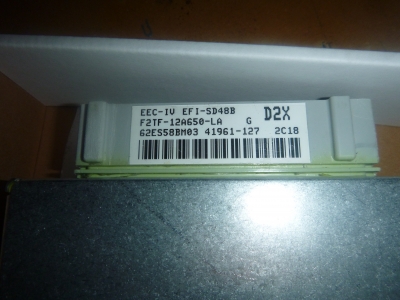 EEC-IV EFI-SD48B D2X
F2TF-12A650-LA G
G2ES58BM03 41961-127 2C18